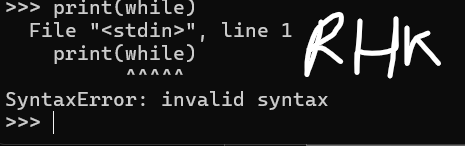 >>> print(while)
  File "<stdin>", line 1
    print(while)
          ^^^^^
SyntaxError: invalid syntax
>>>
RHK